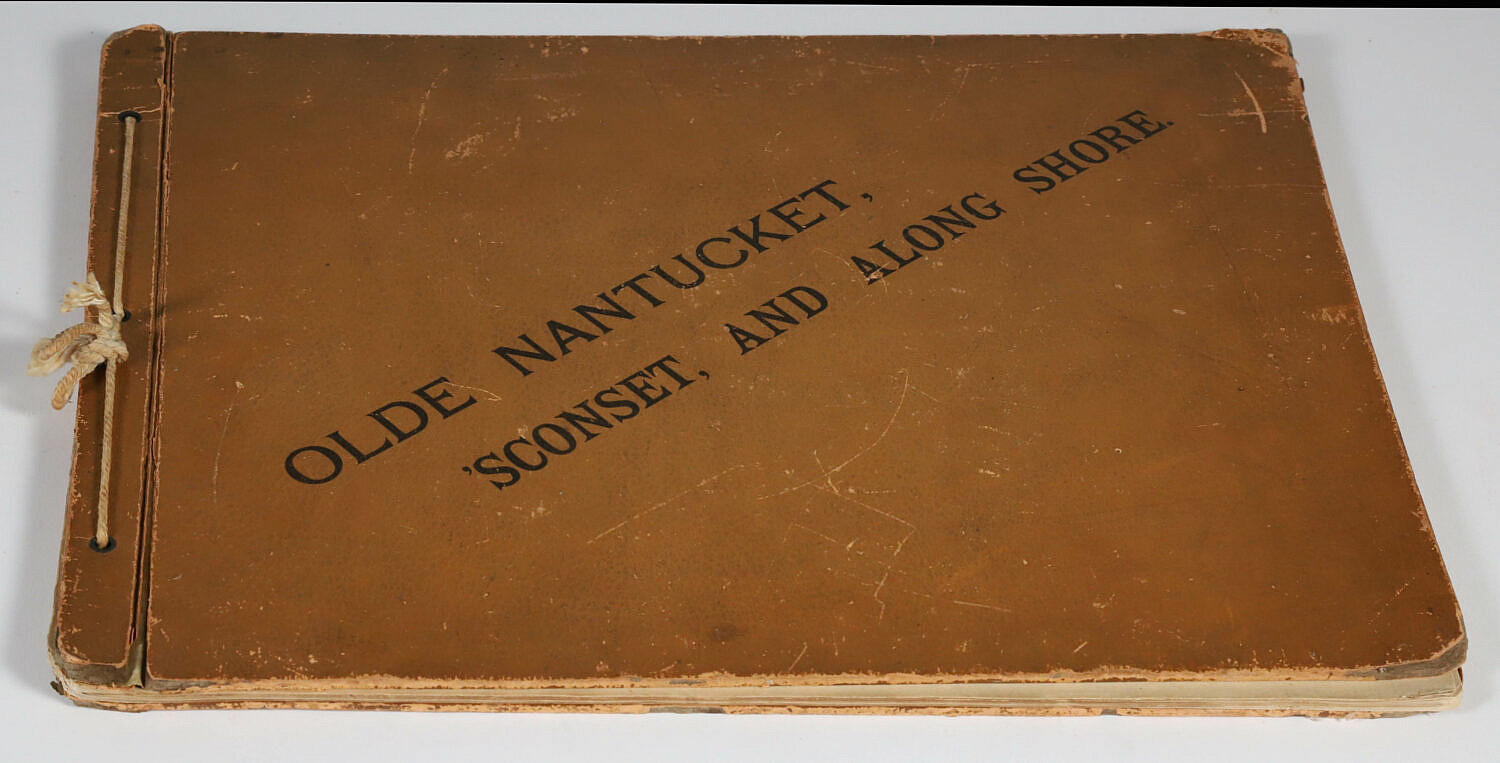 OLDE NANTUCKET,
'SCONSET, AND ALONG SHORE.